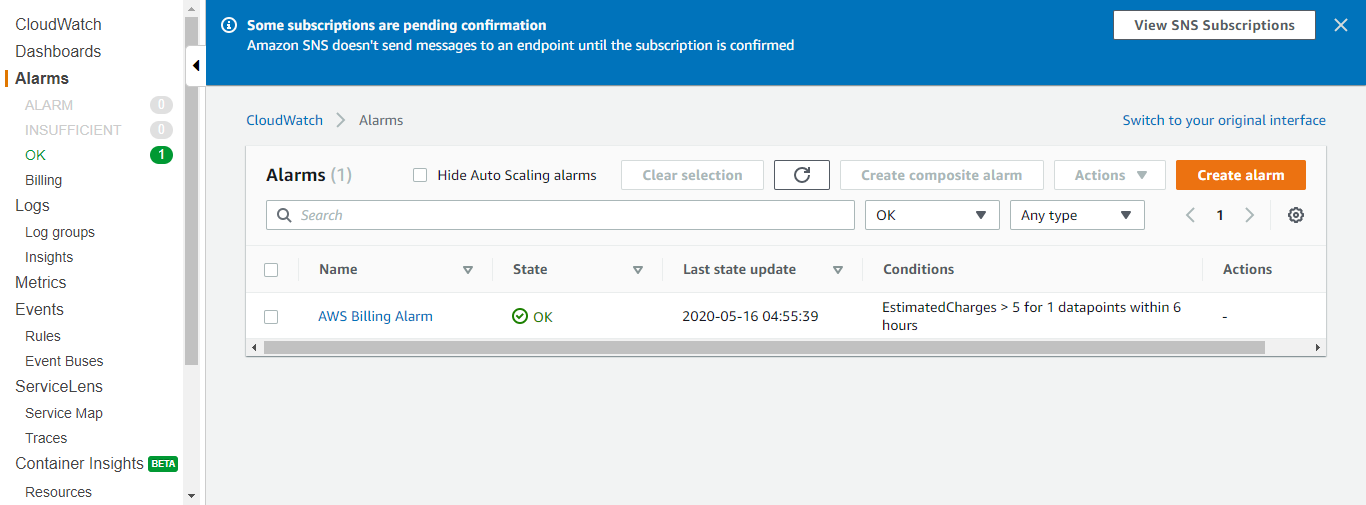 CloudWatch
Dashboards
Alarms
ALARM 0
INSUFFICIENT 0
OK 1
Billing
Logs
Log groups
Insights
Metrics
Events
Rules
Event Buses
ServiceLens
Service Map
Traces
Container Insights BETA
Resources
Some subscriptions are pending confirmation
Amazon SNS doesn't send messages to an endpoint until the subscription is confirmed
View SNS Subscriptions
CloudWatch Alarms
Switch to your original interface
Alarms (1) Hide Auto Scaling alarms Clear selection Create composite alarm Actions Create alarm
Search OK Any type 1
Name State Last state update Conditions Actions
AWS Billing Alarm OK 2020-05-16 04:55:39 EstimatedCharges > 5 for 1 datapoints within 6
hours -